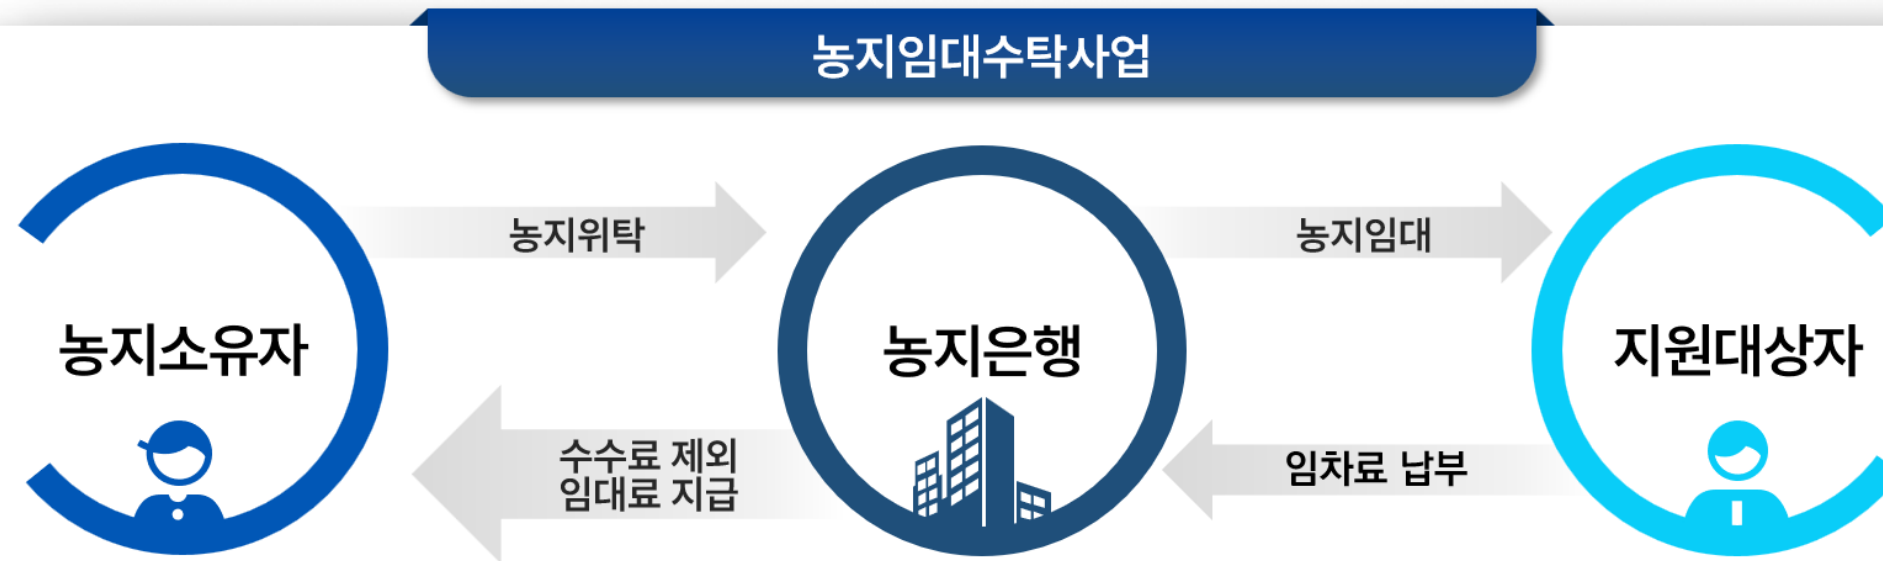 농지임대수탁사업
농지위탁
농지임대
농지소유자
농지은행
지원대상자
수수료 제외
임대료 지급
임차료 납부